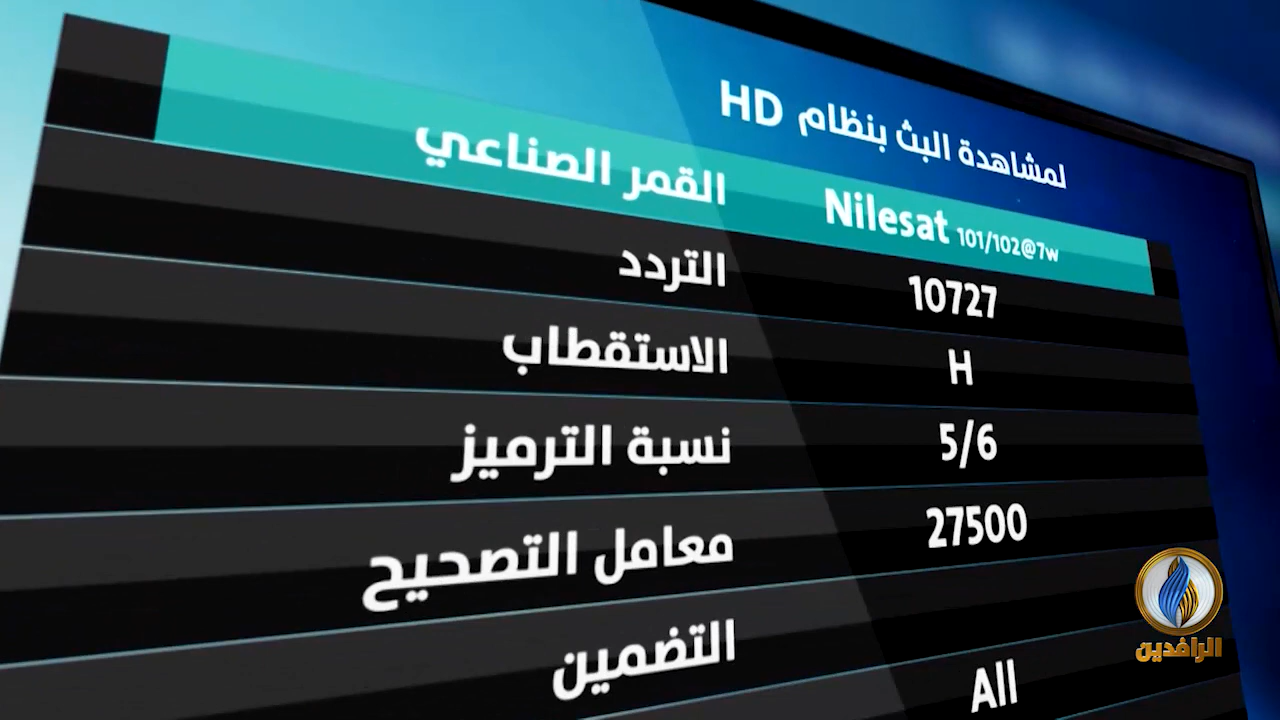 لمشاهدة البث بنظام HD
القمر الصناعي Nilesat 101/102@7w
التردد 10727
الاستقطاب H
نسبة الترميز 5/6
معامل التصحيح 27500
التضمين All
الرافدين